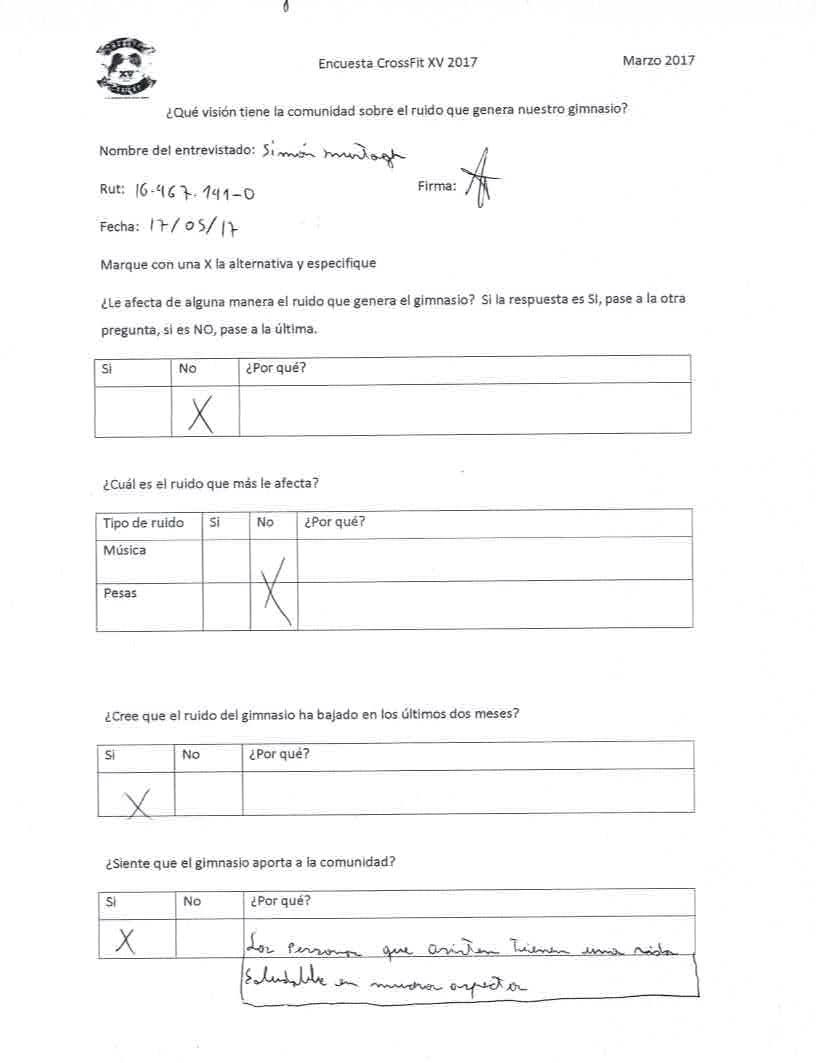 XV
Encuesta CrossFit XV 2017
Marzo 2017
¿Qué visión tiene la comunidad sobre el ruido que genera nuestro gimnasio?
Nombre del entrevistado: Simón Murtagh
Rut: 16.467.141-0
Firma:
Fecha: 17/05/17
Marque con una X la alternativa y especifique
¿Le afecta de alguna manera el ruido que genera el gimnasio? Si la respuesta es SI, pase a la otra
pregunta, si es NO, pase a la última.
Si No ¿Por qué?
X
¿Cuál es el ruido que más le afecta?
Tipo de ruido Si No ¿Por qué?
Música
X
Pesas
¿Cree que el ruido del gimnasio ha bajado en los últimos dos meses?
Si No ¿Por qué?
X
¿Siente que el gimnasio aporta a la comunidad?
Si No ¿Por qué?
X Las personas que asisten tienen una vida
saludable en muchos aspectos